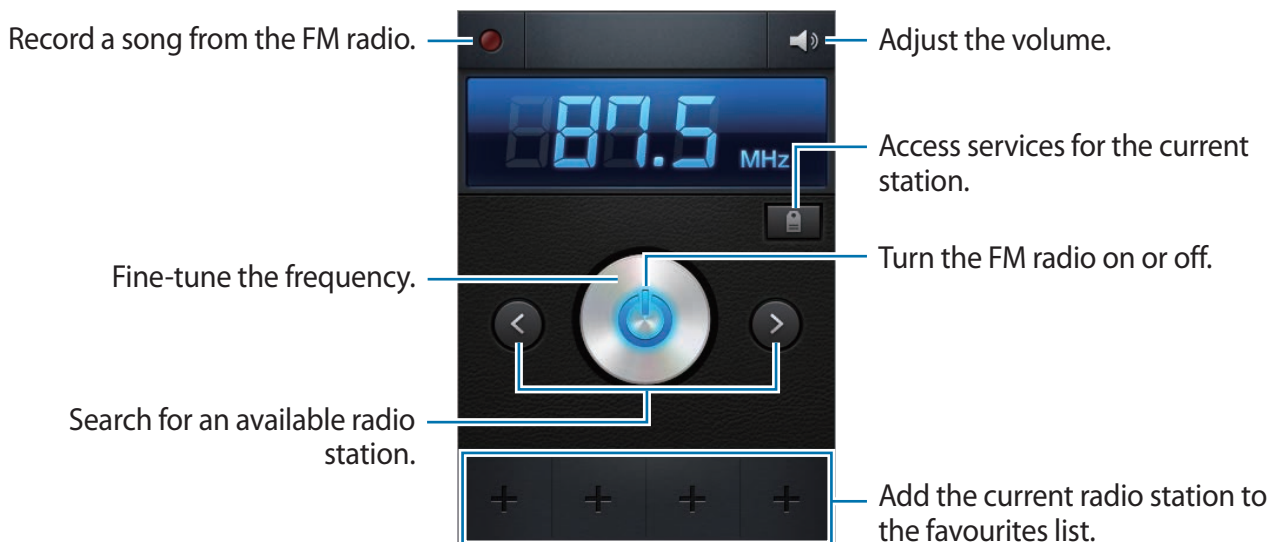 Record a song from the FM radio.
Adjust the volume.
87.5 MHz
Access services for the current
station.
Fine-tune the frequency.
Turn the FM radio on or off.
Search for an available radio
station.
Add the current radio station to
the favourites list.